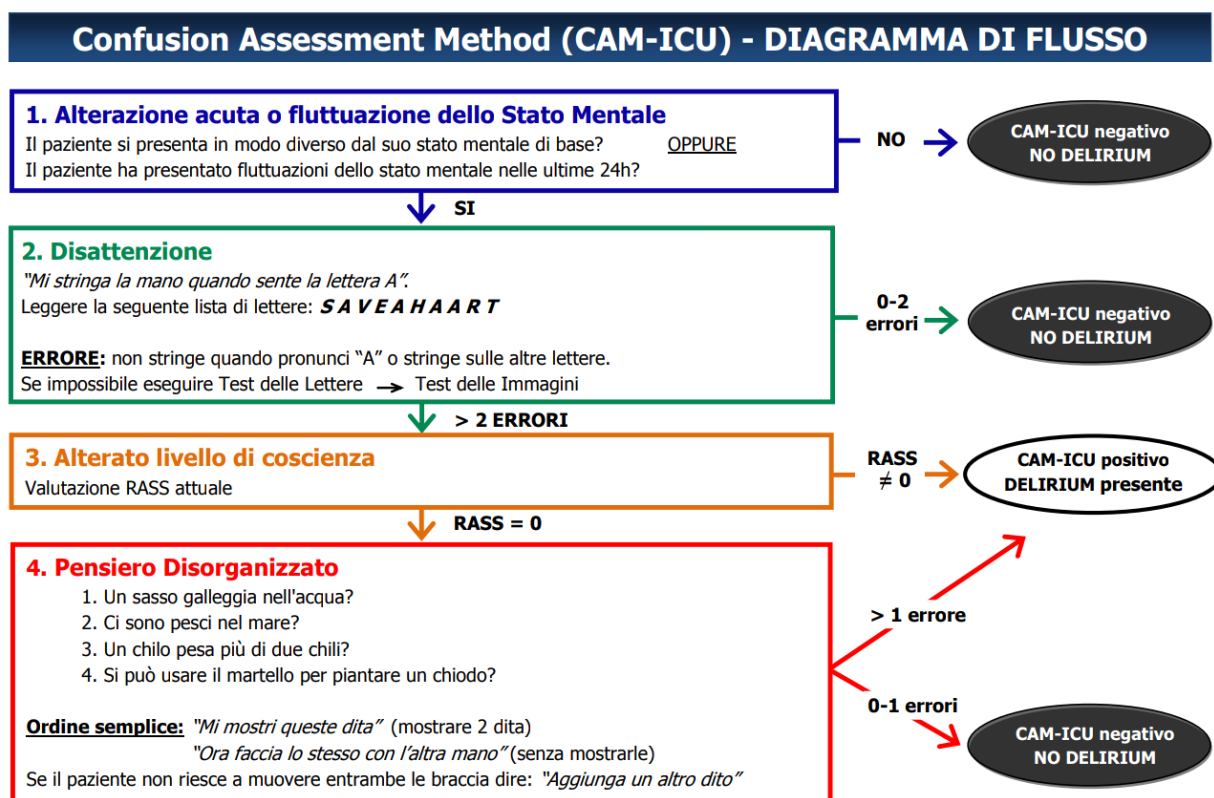 Confusion Assessment Method (CAM-ICU) - DIAGRAMMA DI FLUSSO
1. Alterazione acuta o fluttuazione dello Stato Mentale
Il paziente si presenta in modo diverso dal suo stato mentale di base? OPPURE
Il paziente ha presentato fluttuazioni dello stato mentale nelle ultime 24h?
NO
CAM-ICU negativo
NO DELIRIUM
SI
2. Disattenzione
“Mi stringa la mano quando sente la lettera A”.
Leggere la seguente lista di lettere: S A V E A H A A R T
ERRORE: non stringe quando pronunci “A” o stringe sulle altre lettere.
Se impossibile eseguire Test delle Lettere → Test delle Immagini
0-2
errori
CAM-ICU negativo
NO DELIRIUM
> 2 ERRORI
3. Alterato livello di coscienza
Valutazione RASS attuale
RASS
≠ 0
CAM-ICU positivo
DELIRIUM presente
RASS = 0
4. Pensiero Disorganizzato
1. Un sasso galleggia nell'acqua?
2. Ci sono pesci nel mare?
3. Un chilo pesa più di due chili?
4. Si può usare il martello per piantare un chiodo?
Ordine semplice: “Mi mostri queste dita” (mostrare 2 dita)
“Ora faccia lo stesso con l’altra mano” (senza mostrarle)
Se il paziente non riesce a muovere entrambe le braccia dire: “Aggiunga un altro dito”
> 1 errore
0-1 errori
CAM-ICU negativo
NO DELIRIUM